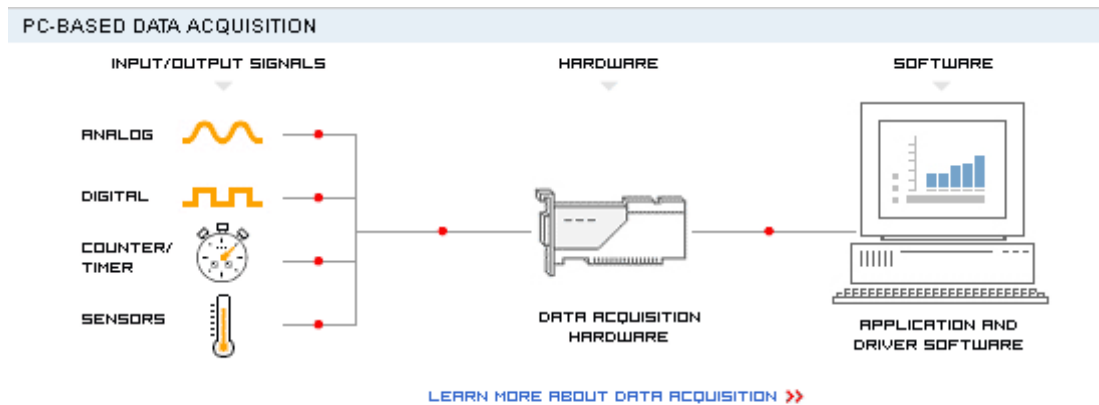 PC-BASED DATA ACQUISITION
INPUT/OUTPUT SIGNALS
HARDWARE
SOFTWARE
ANALOG
DIGITAL
COUNTER/
TIMER
SENSORS
DATA ACQUISITION
HARDWARE
APPLICATION AND
DRIVER SOFTWARE
LEARN MORE ABOUT DATA ACQUISITION >>